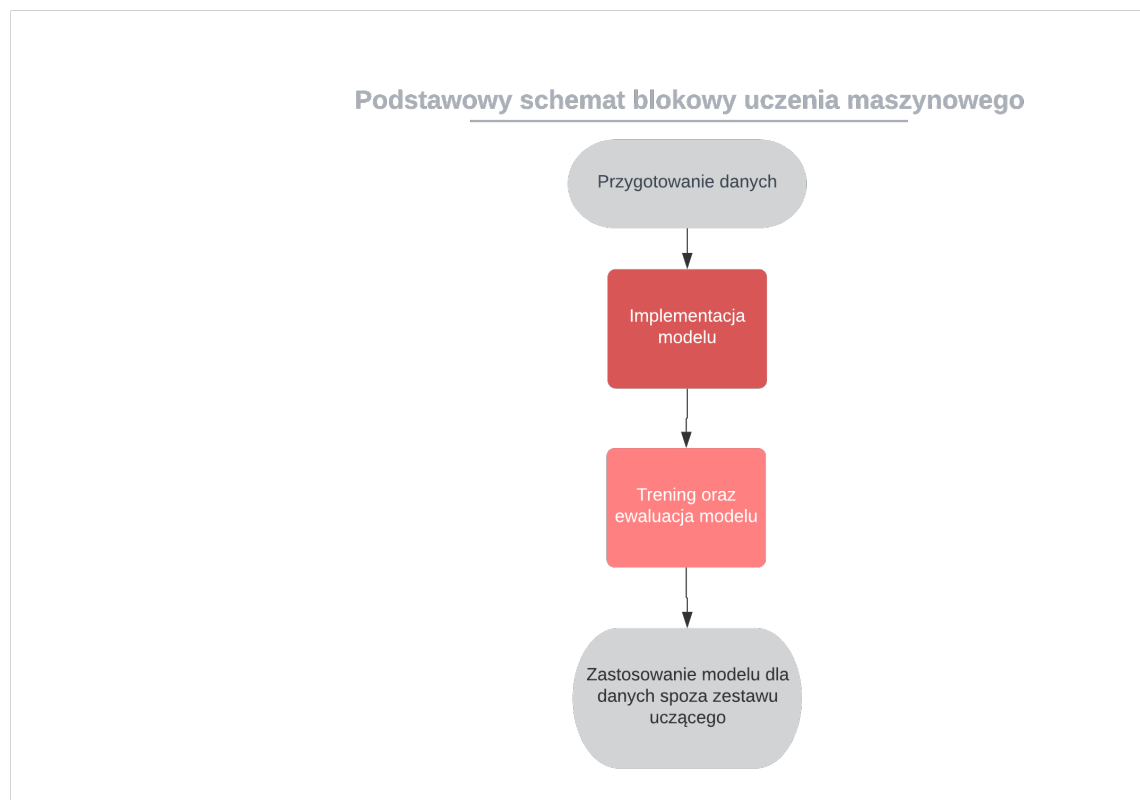 Podstawowy schemat blokowy uczenia maszynowego
Przygotowanie danych
Implementacja
modelu
Trening oraz
ewaluacja modelu
Zastosowanie modelu dla
danych spoza zestawu
uczącego